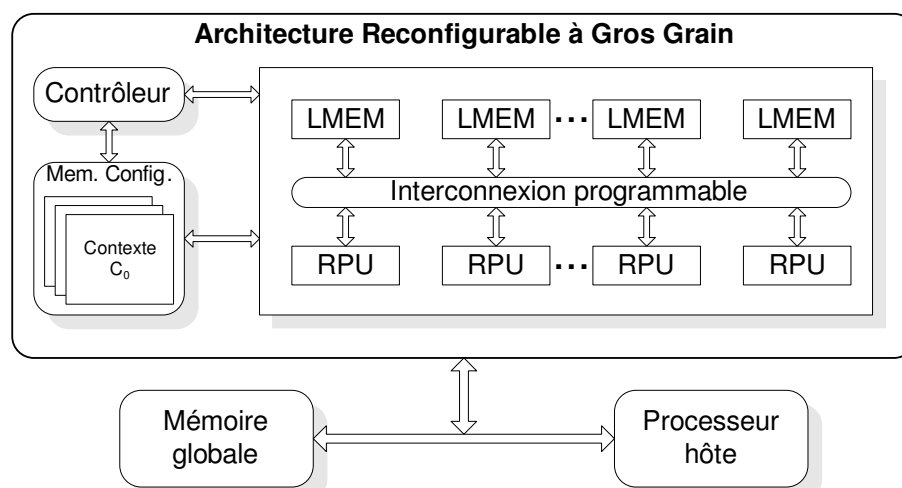 Architecture Reconfigurable à Gros Grain
Contrôleur
LMEM LMEM ... LMEM LMEM
Mem. Config.
Interconnexion programmable
Contexte
C₀
RPU RPU ... RPU RPU
Mémoire
globale
Processeur
hôte